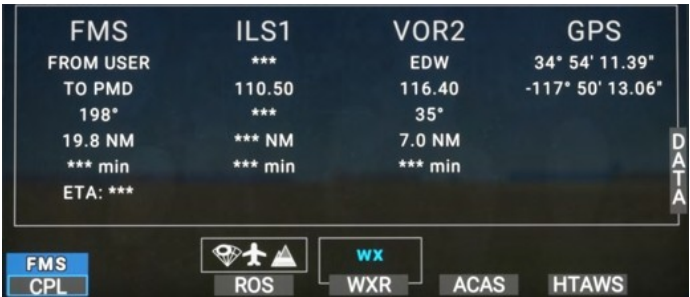 FMS
FROM USER
TO PMD
198°
19.8 NM
*** min
ETA: ***
ILS1
***
110.50
***
*** NM
*** min
VOR2
EDW
116.40
35°
7.0 NM
*** min
GPS
34° 54' 11.39"
-117° 50' 13.06"
DATA
FMS
CPL
ROS
WX
WXR
ACAS
HTAWS